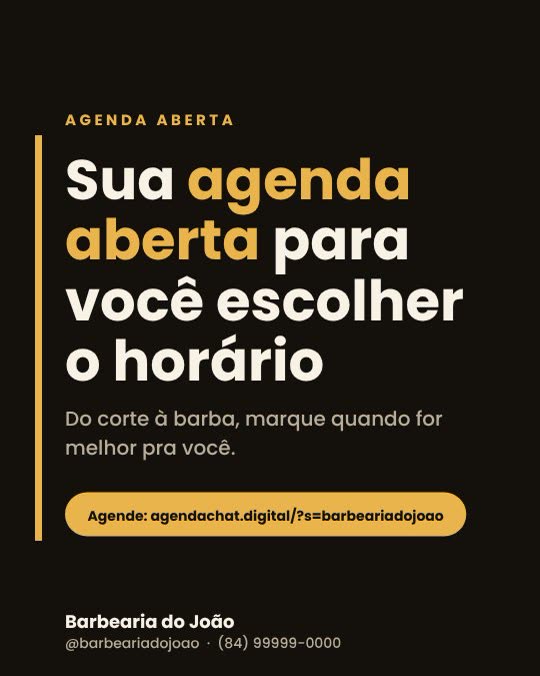 AGENDA ABERTA
Sua agenda
aberta para
você escolher
o horário
Do corte à barba, marque quando for
melhor pra você.
Agende: agendachat.digital/?s=barbeariadojoao
Barbearia do João
@barbeariadojoao · (84) 99999-0000